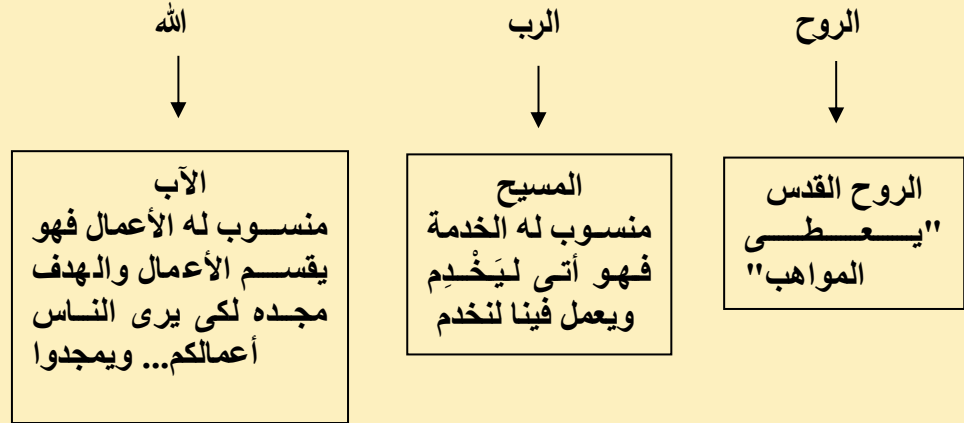 الروح
الرب
الله
الروح القدس
"يــعــطــى
المواهب"
المسيح
منسوب له الخدمة
فهو أتى ليَخْدِم
ويعمل فينا لنخدم
الآب
منسوب له الأعمال فهو
يقسم الأعمال والهدف
مجده لكى يرى الناس
أعمالكم... ويمجدوا